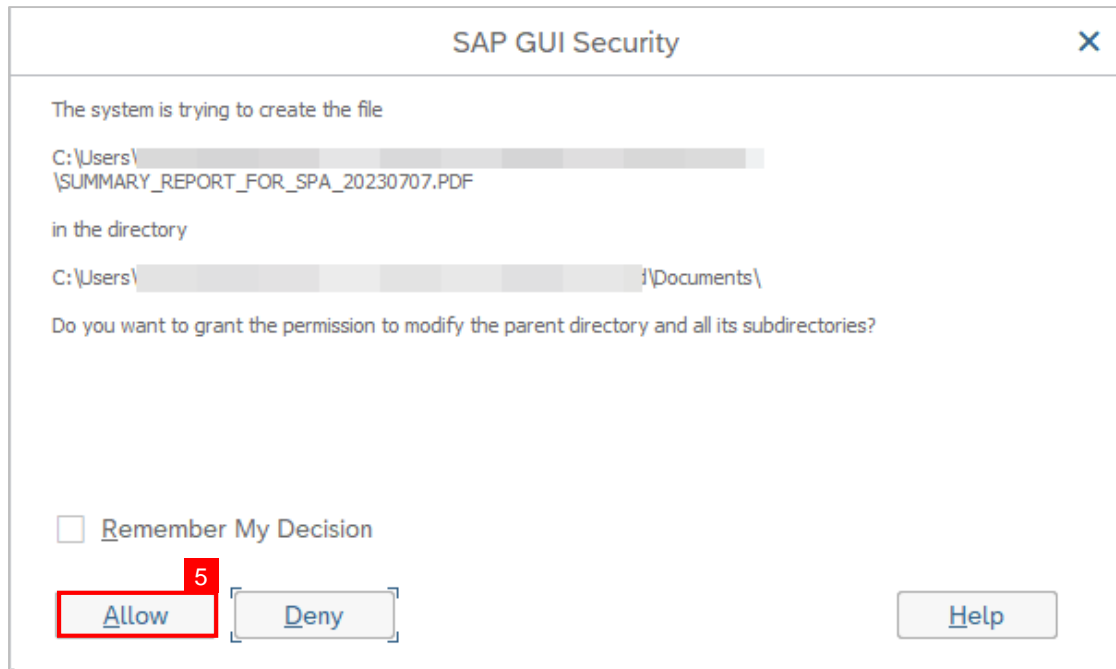 SAP GUI Security
The system is trying to create the file
C:\Users\
\SUMMARY_REPORT_FOR_SPA_20230707.PDF
in the directory
C:\Users\ \Documents\
Do you want to grant the permission to modify the parent directory and all its subdirectories?
Remember My Decision
5
Allow Deny Help